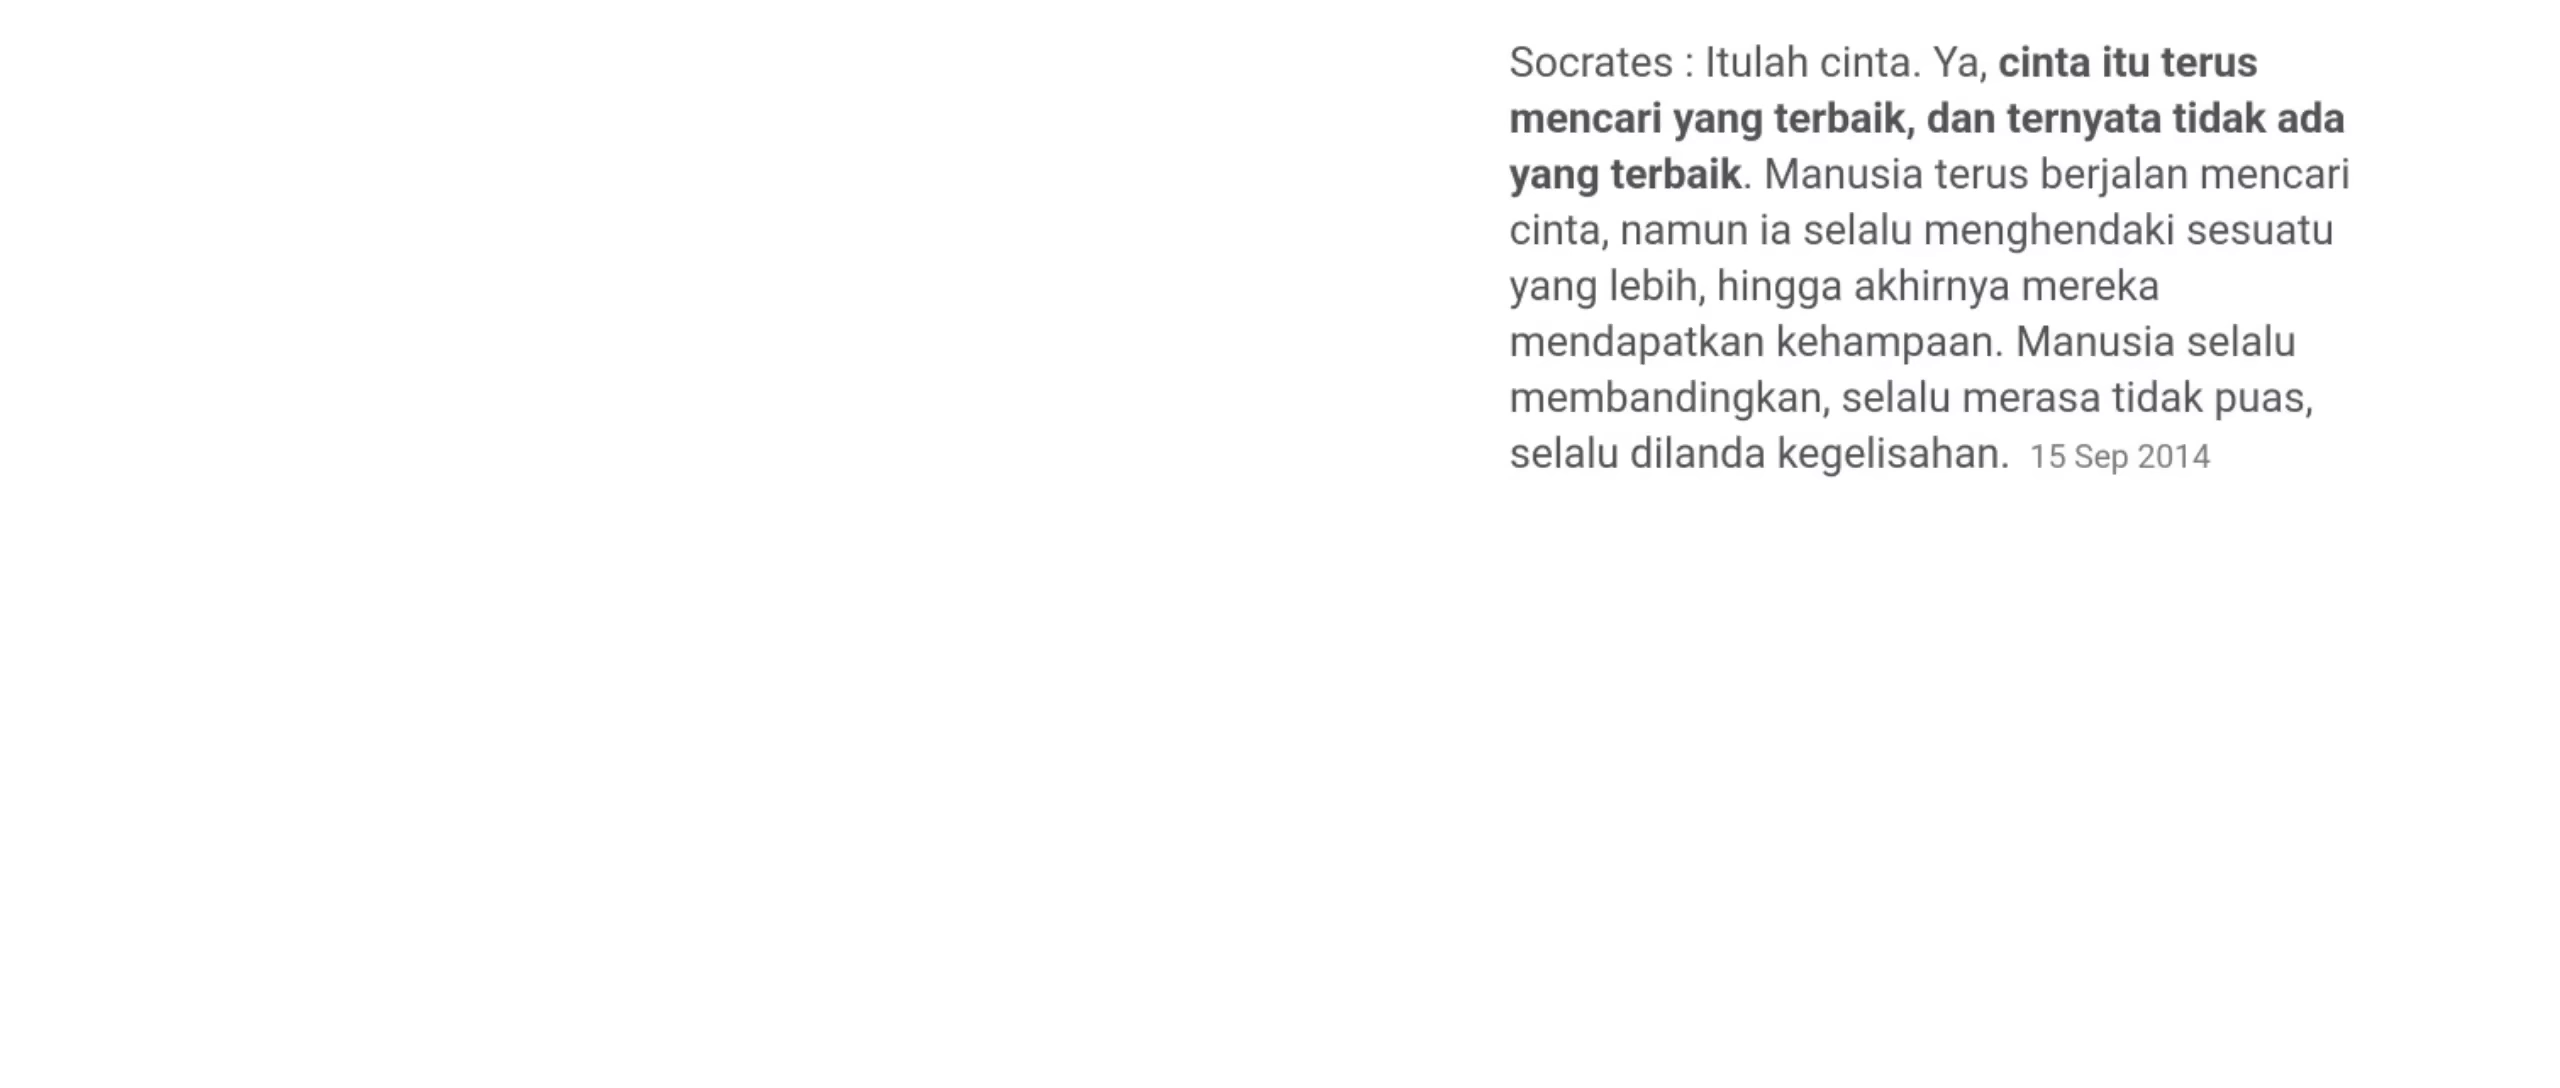 Socrates : Itulah cinta. Ya, cinta itu terus
mencari yang terbaik, dan ternyata tidak ada
yang terbaik. Manusia terus berjalan mencari
cinta, namun ia selalu menghendaki sesuatu
yang lebih, hingga akhirnya mereka
mendapatkan kehampaan. Manusia selalu
membandingkan, selalu merasa tidak puas,
selalu dilanda kegelisahan. 15 Sep 2014